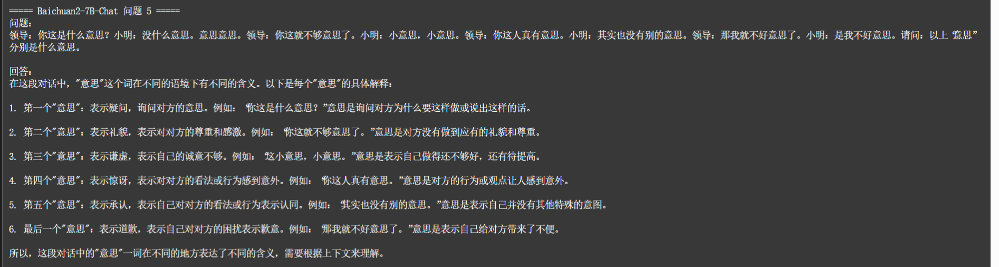 ===== Baichuan2-7B-Chat 问题 5 =====
问题：
领导：你这是什么意思？小明：没什么意思。意思意思。领导：你这就不够意思了。小明：小意思，小意思。领导：你这人真有意思。小明：其实也没有别的意思。领导：那我就不好意思了。小明：是我不好意思。请问：以上“意思”
分别是什么意思。
回答：
在这段对话中，"意思"这个词在不同的语境下有不同的含义。以下是每个"意思"的具体解释：
1. 第一个"意思"：表示疑问，询问对方的意思。例如：“你这是什么意思？”意思是询问对方为什么要这样做或说出这样的话。
2. 第二个"意思"：表示礼貌，表示对对方的尊重和感激。例如：“你这就不够意思了。”意思是对方没有做到应有的礼貌和尊重。
3. 第三个"意思"：表示谦虚，表示自己的诚意不够。例如：“这小意思，小意思。”意思是表示自己做得还不够好，还有待提高。
4. 第四个"意思"：表示惊讶，表示对对方的看法或行为感到意外。例如：“你这人真有意思。”意思是对方的行为或观点让人感到意外。
5. 第五个"意思"：表示承认，表示自己对对方的看法或行为表示认同。例如：“其实也没有别的意思。”意思是表示自己并没有其他特殊的意图。
6. 最后一个"意思"：表示道歉，表示自己对对方的困扰表示歉意。例如：“那我就不好意思了。”意思是表示自己给对方带来了不便。
所以，这段对话中的"意思"一词在不同的地方表达了不同的含义，需要根据上下文来理解。